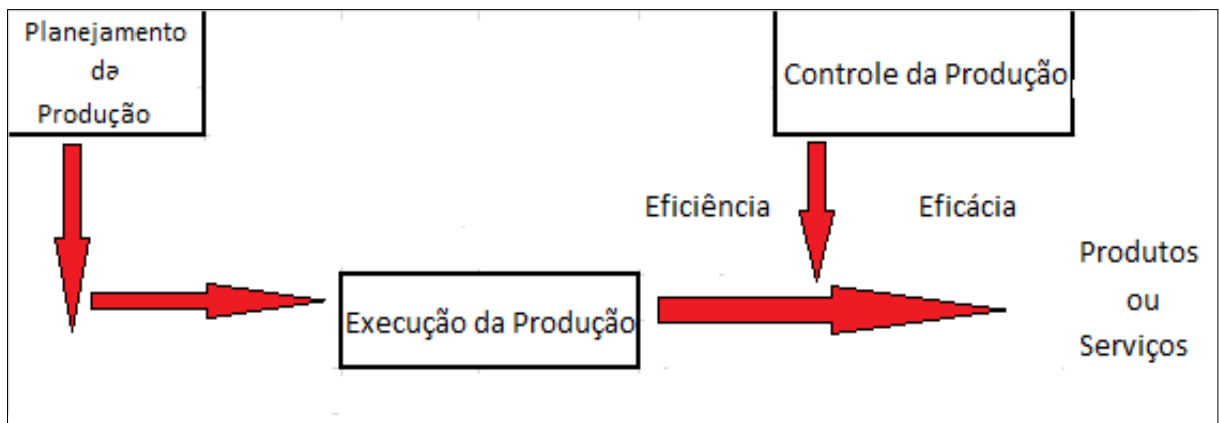 Planejamento
da
Produção
Controle da Produção
Eficiência
Eficácia
Execução da Produção
Produtos
ou
Serviços